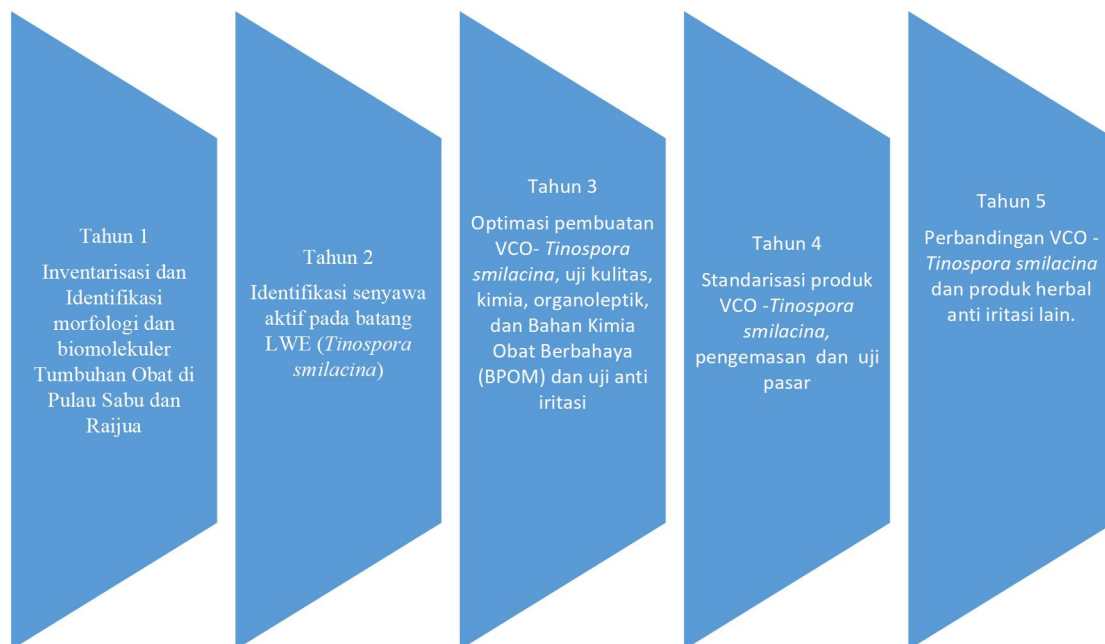 Tahun 1
Inventarisasi dan
Identifikasi
morfologi dan
biomolekuler
Tumbuhan Obat di
Pulau Sabu dan
Raijua
Tahun 2
Identifikasi senyawa
aktif pada batang
LWE (Tinospora
smilacina)
Tahun 3
Optimasi pembuatan
VCO- Tinospora
smilacina, uji kulitas,
kimia, organoleptik,
dan Bahan Kimia
Obat Berbahaya
(BPOM) dan uji anti
iritasi
Tahun 4
Standarisasi produk
VCO -Tinospora
smilacina,
pengemasan dan uji
pasar
Tahun 5
Perbandingan VCO -
Tinospora smilacina
dan produk herbal
anti iritasi lain.